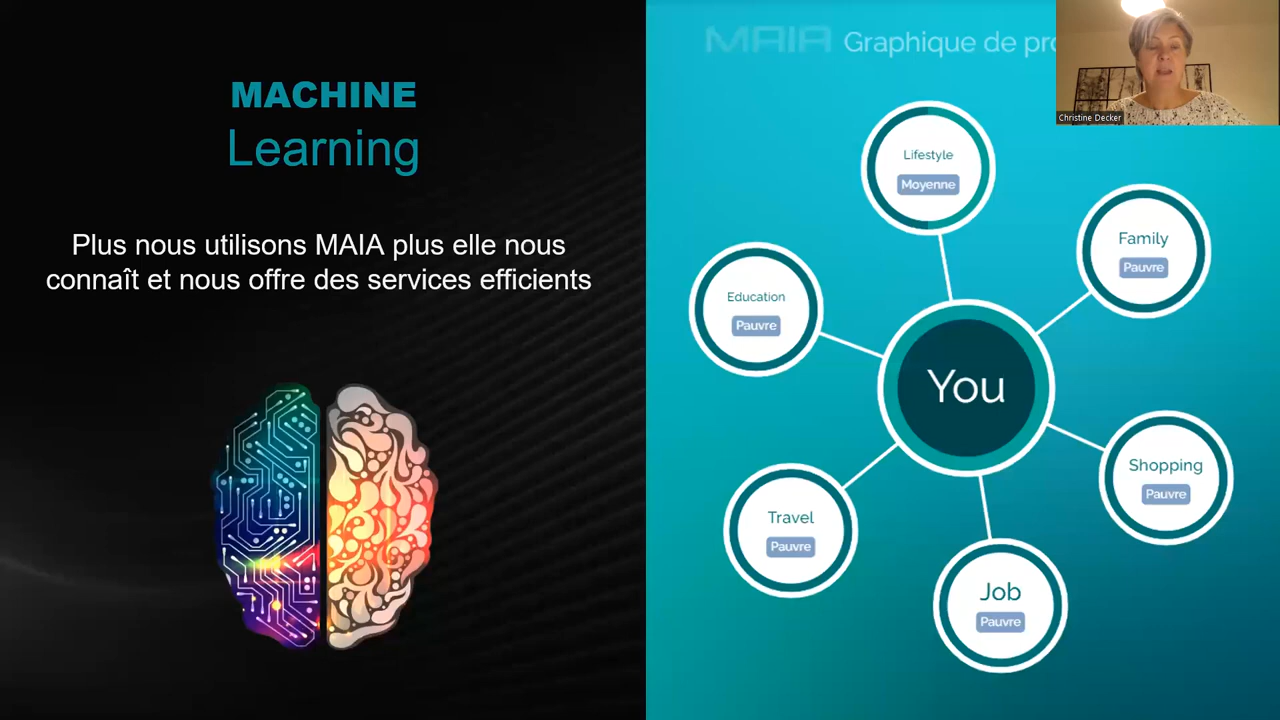 MACHINE
Learning
Plus nous utilisons MAIA plus elle nous
connaît et nous offre des services efficients
MAIA Graphique de
Christine Decker
Lifestyle
Moyenne
Family
Pauvre
Education
Pauvre
You
Shopping
Pauvre
Travel
Pauvre
Job
Pauvre